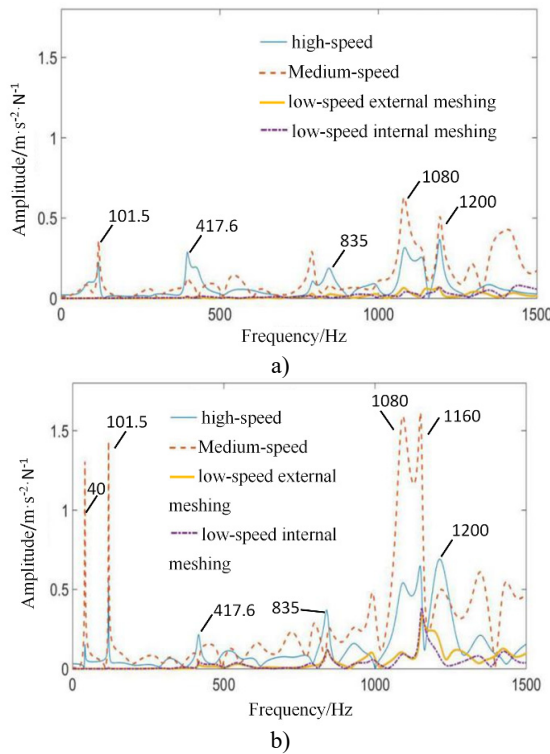 a)
1.5
1
0.5
0
Amplitude/m·s⁻²·N⁻¹
high-speed
Medium-speed
low-speed external meshing
low-speed internal meshing
101.5
417.6
835
1080
1200
0
500
1000
1500
Frequency/Hz
a)
1.5
1
0.5
0
Amplitude/m·s⁻²·N⁻¹
high-speed
Medium-speed
low-speed external
meshing
low-speed internal
meshing
40
101.5
417.6
835
1080
1160
1200
0
500
1000
1500
Frequency/Hz
b)